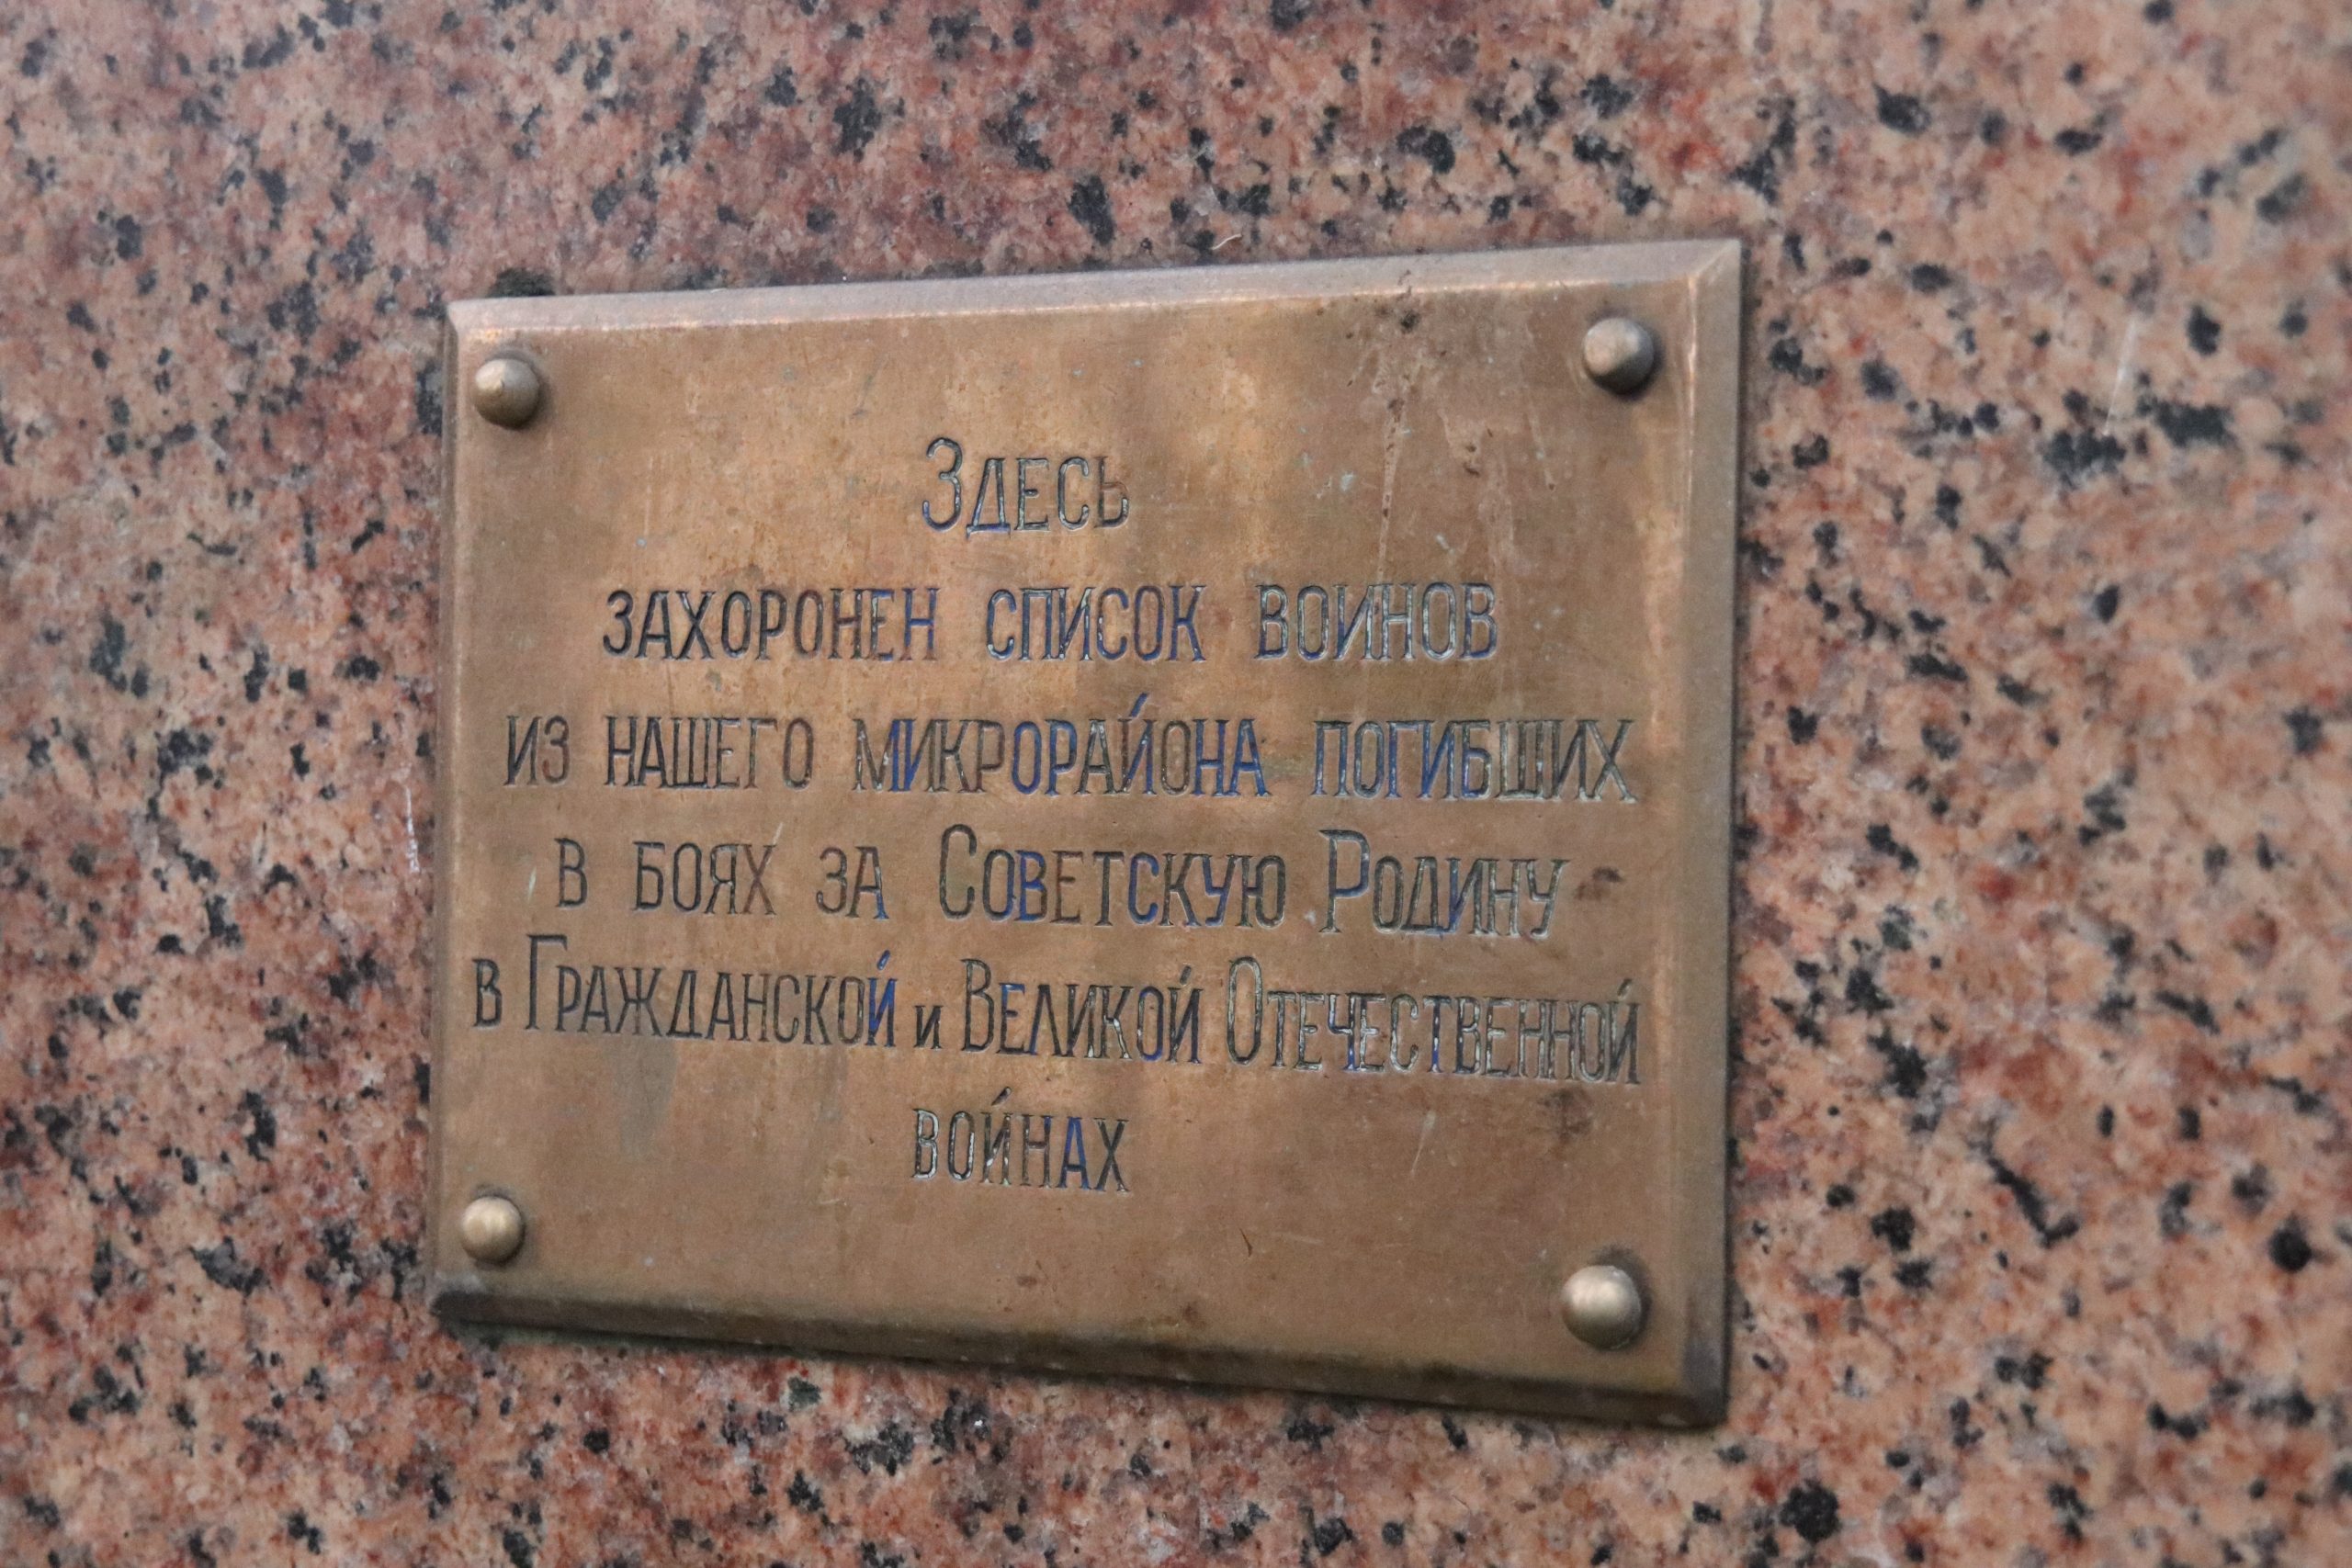 Здесь
захоронен список воинов
из нашего микрорайона погибших
в боях за Советскую Родину
в Гражданской и Великой Отечественной
войнах